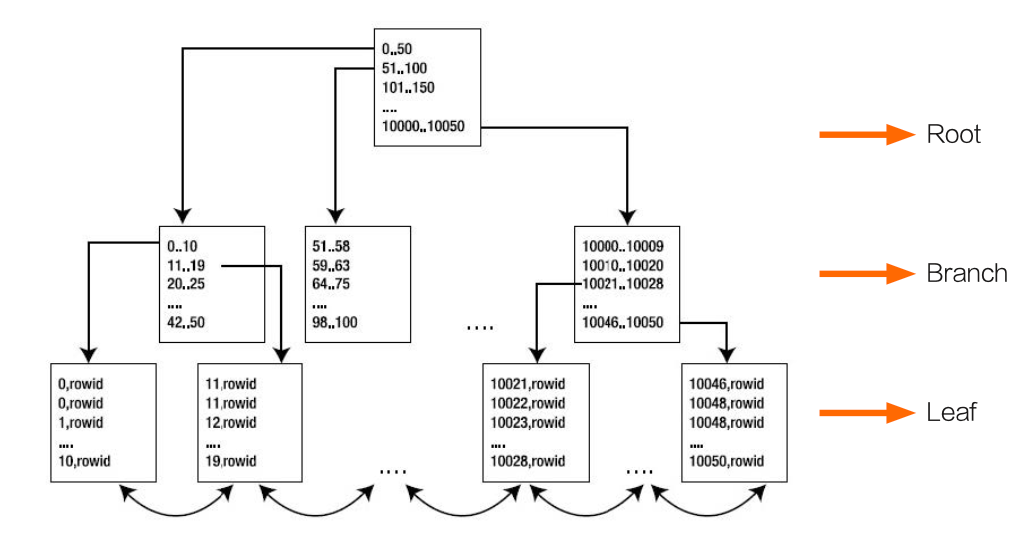 0..50
51..100
101..150
....
10000..10050
Root
0..10
11..19
20..25
....
42..50
51..58
59..63
64..75
....
98..100
....
10000..10009
10010..10020
10021..10028
....
10046..10050
Branch
0,rowid
0,rowid
1,rowid
....
10,rowid
11,rowid
11,rowid
12,rowid
....
19,rowid
....
10021,rowid
10022,rowid
10023,rowid
....
10028,rowid
....
10046,rowid
10048,rowid
10048,rowid
....
10050,rowid
Leaf